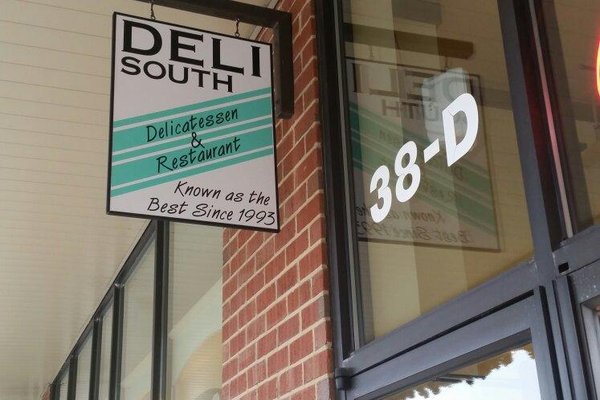 DELI
SOUTH
Delicatessen
&
Restaurant
Known as the
Best Since 1993
38-D